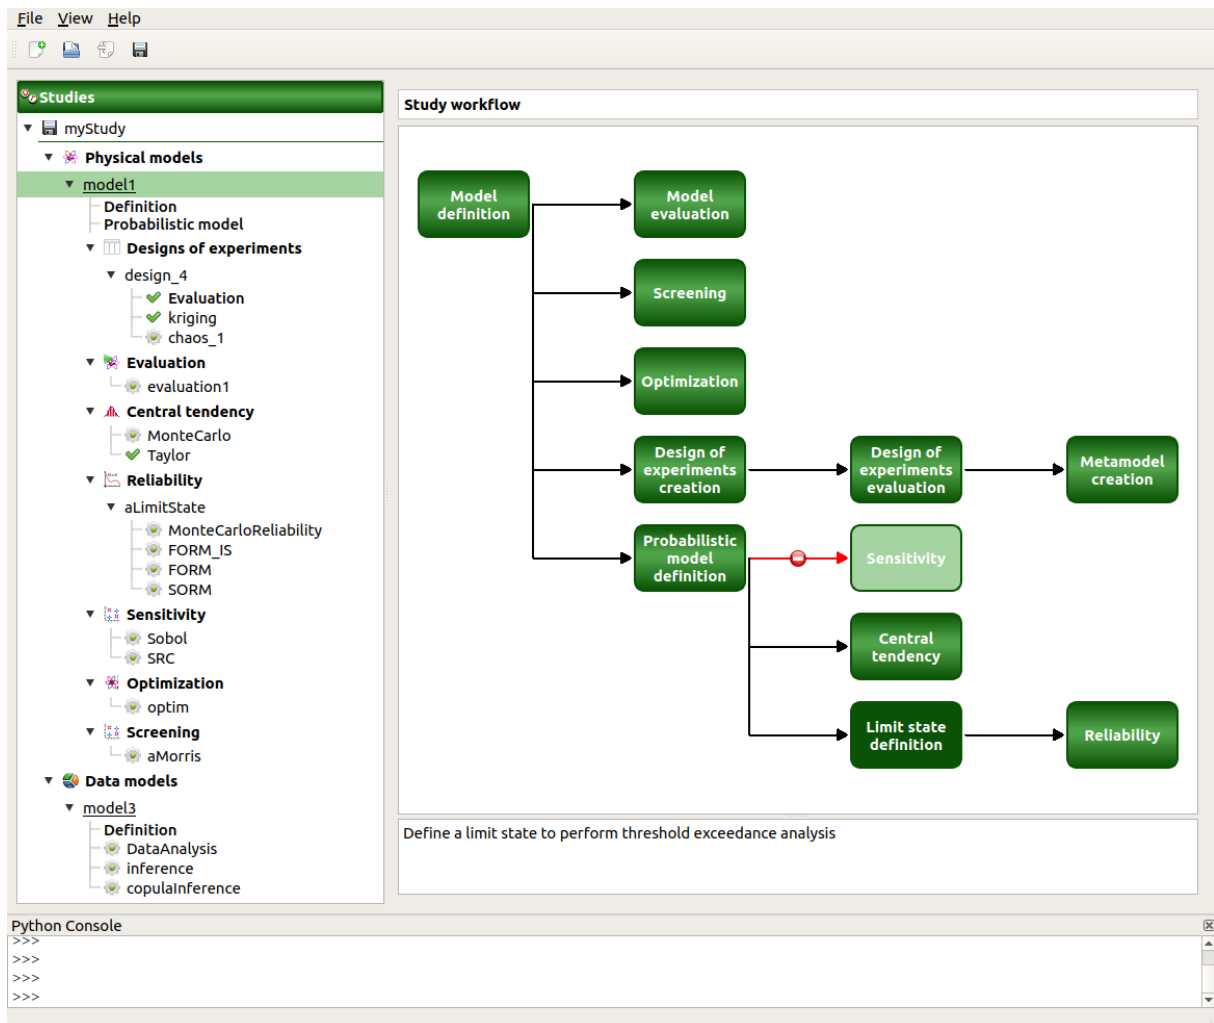 File View Help
Studies
myStudy
Physical models
model1
Definition
Probabilistic model
Designs of experiments
design_4
Evaluation
kriging
chaos_1
Evaluation
evaluation1
Central tendency
MonteCarlo
Taylor
Reliability
aLimitState
MonteCarloReliability
FORM_IS
FORM
SORM
Sensitivity
Sobol
SRC
Optimization
optim
Screening
aMorris
Data models
model3
Definition
DataAnalysis
inference
copulaInference
Study workflow
Model
definition
Model
evaluation
Screening
Optimization
Design of
experiments
creation
Design of
experiments
evaluation
Metamodel
creation
Probabilistic
model
definition
Sensitivity
Central
tendency
Limit state
definition
Reliability
Define a limit state to perform threshold exceedance analysis
Python Console
>>>
>>>
>>>
>>>